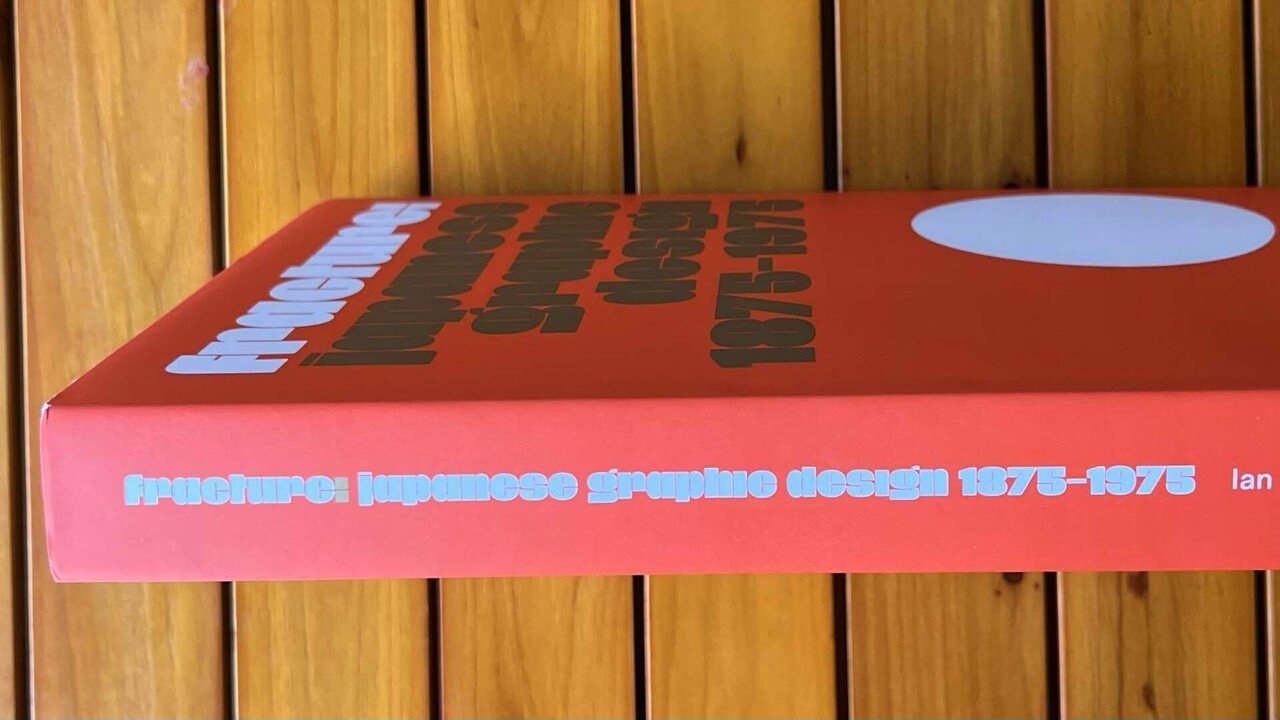 fracture:
japanese
graphic
design
1875–1975
fracture: japanese graphic design 1875–1975 Ian